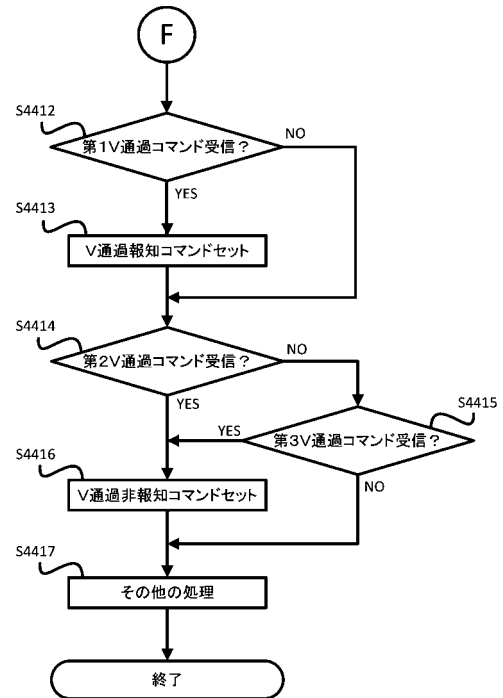 F
S4412
第1V通過コマンド受信？
NO
YES
S4413
V通過報知コマンドセット
S4414
第2V通過コマンド受信？
NO
YES
S4415
第3V通過コマンド受信？
YES
NO
S4416
V通過非報知コマンドセット
S4417
その他の処理
終了